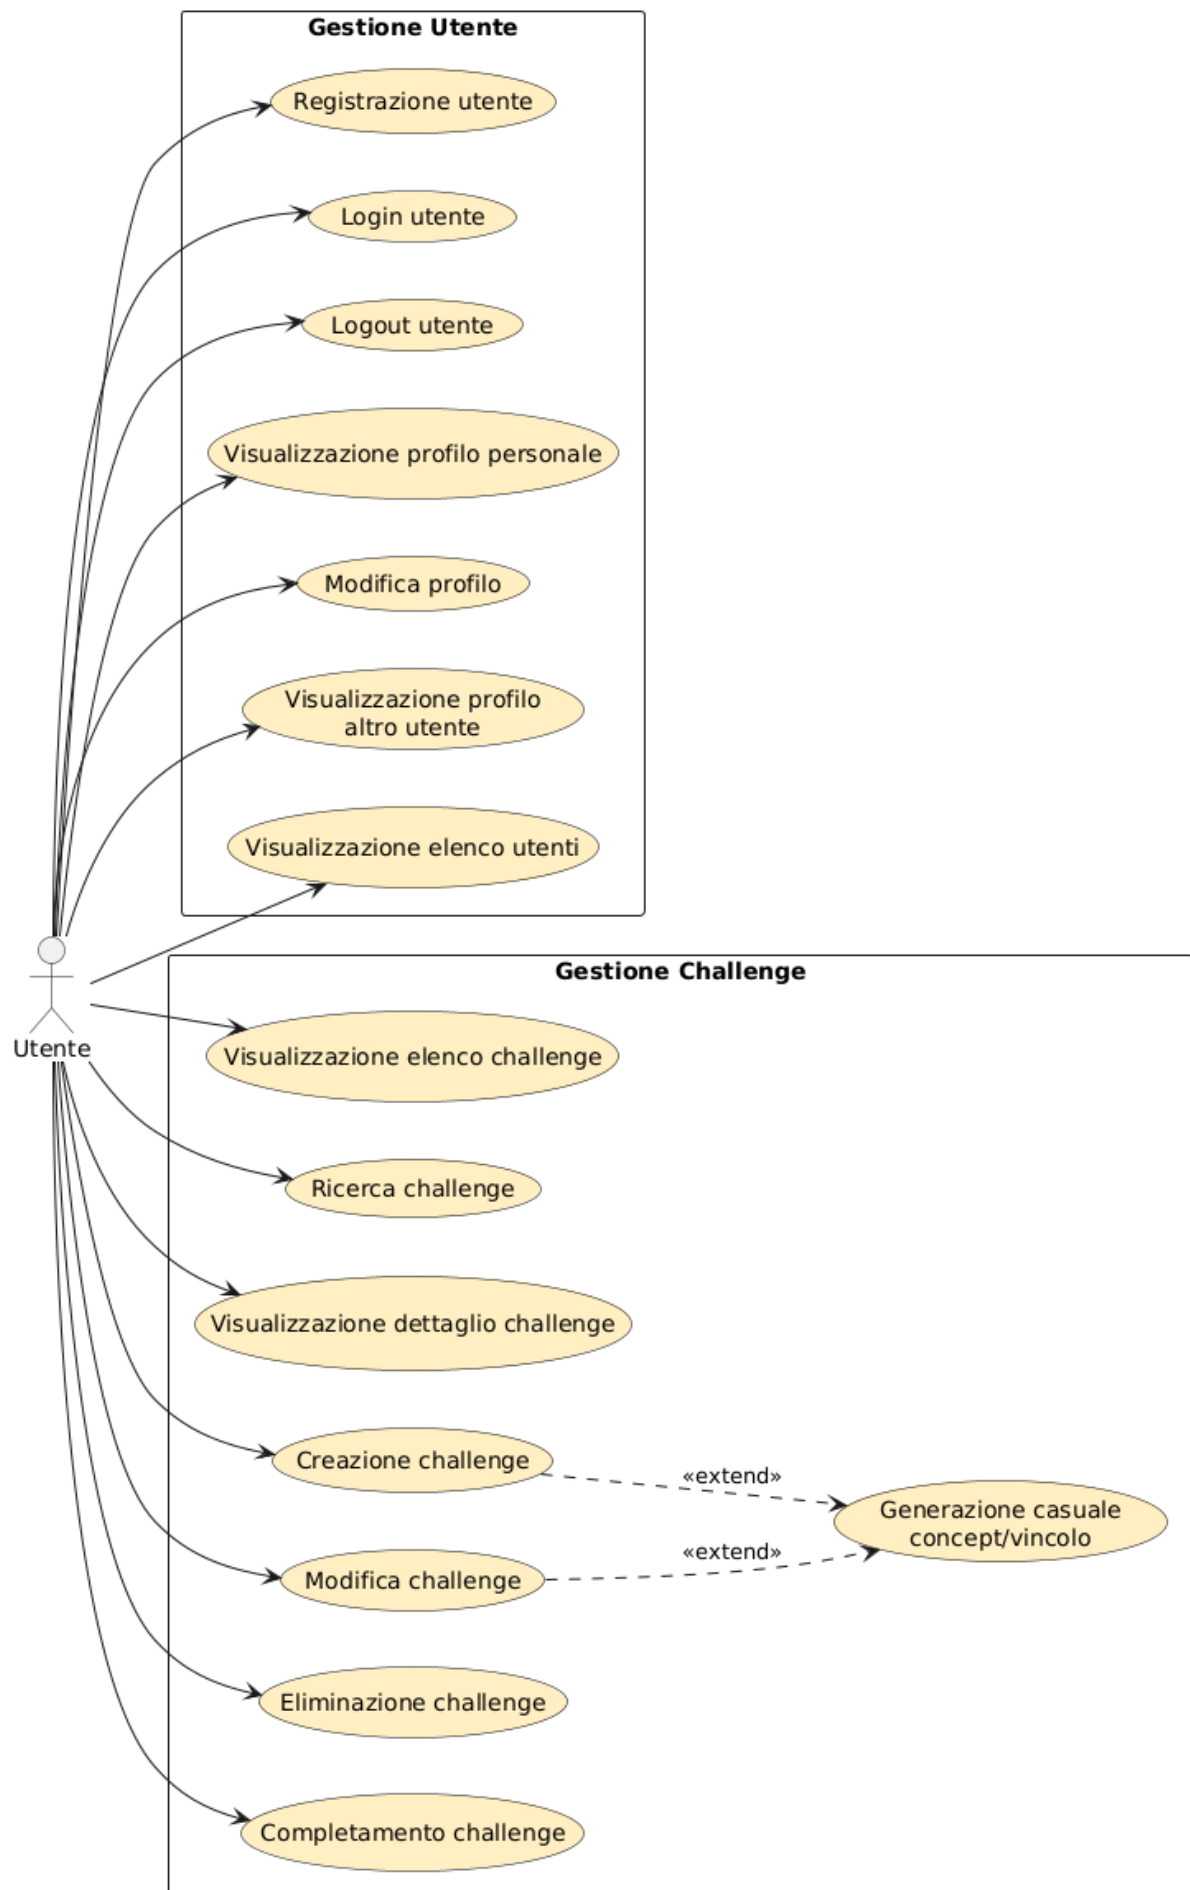 Gestione Utente
Registrazione utente
Login utente
Logout utente
Visualizzazione profilo personale
Modifica profilo
Visualizzazione profilo
altro utente
Visualizzazione elenco utenti
Utente
Gestione Challenge
Visualizzazione elenco challenge
Ricerca challenge
Visualizzazione dettaglio challenge
Creazione challenge
«extend»
Generazione casuale
concept/vincolo
«extend»
Modifica challenge
Eliminazione challenge
Completamento challenge